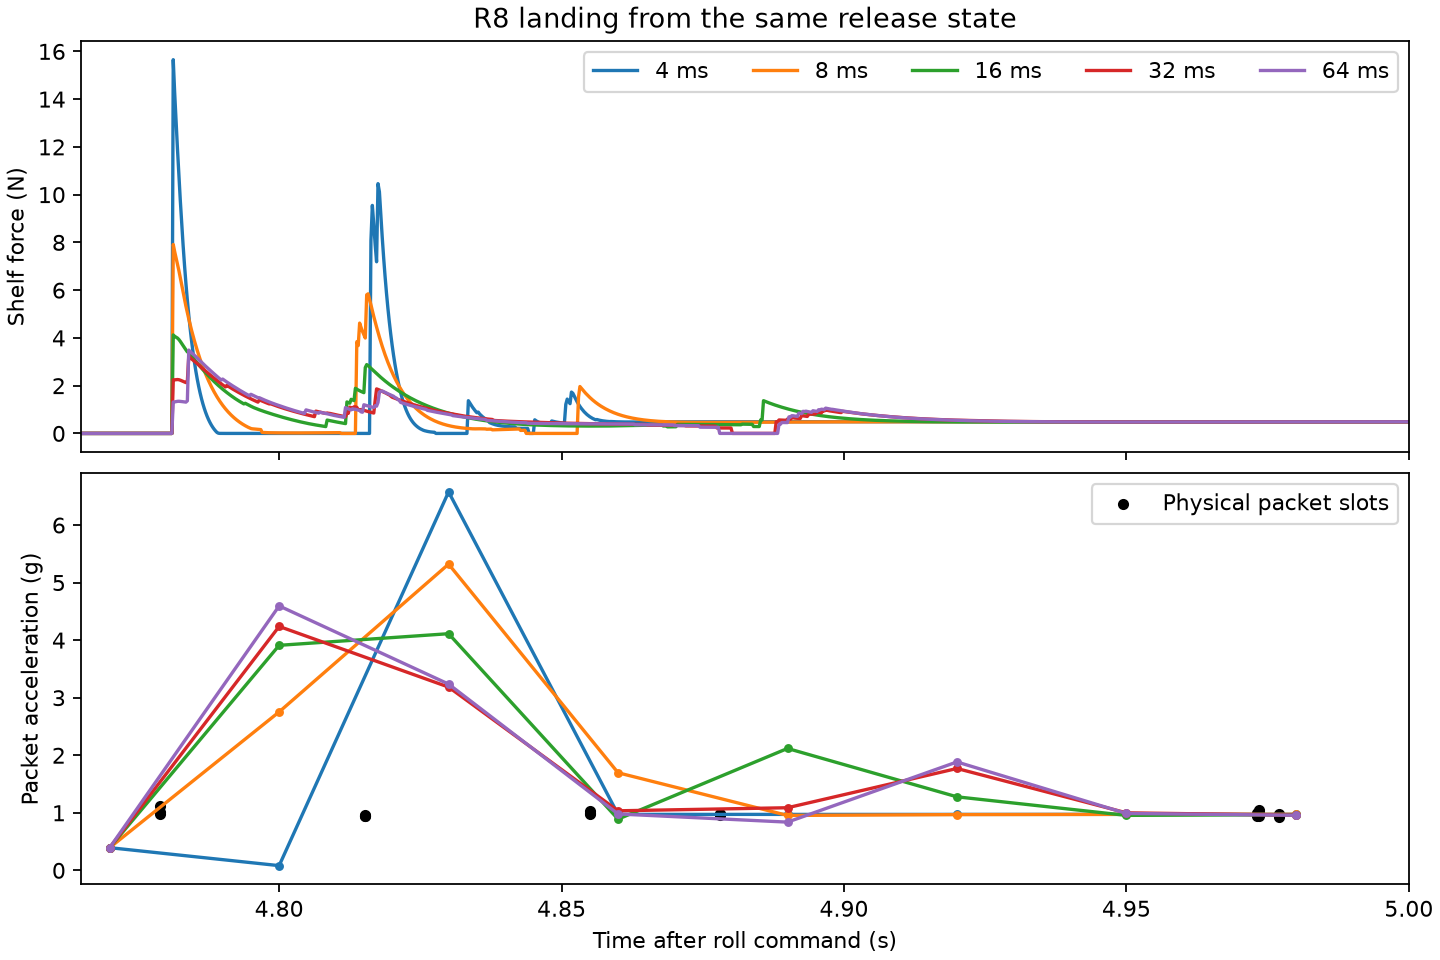 R8 landing from the same release state
Shelf force (N)
16
14
12
10
8
6
4
2
0
4 ms 8 ms 16 ms 32 ms 64 ms
Packet acceleration (g)
6
5
4
3
2
1
0
Physical packet slots
4.80 4.85 4.90 4.95 5.00
Time after roll command (s)